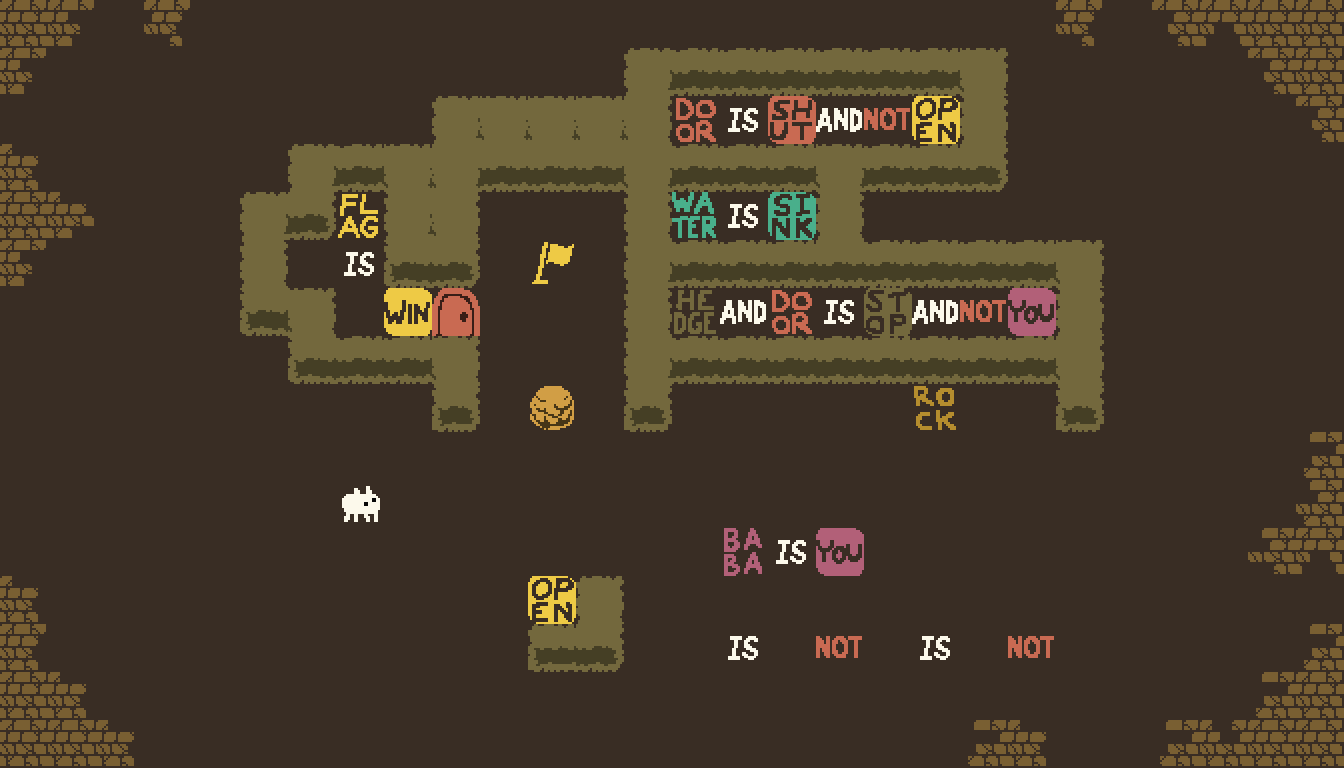 DOOR IS SHUT AND NOT OPEN
FLAG
WATER IS SINK
IS
WIN
HEDGE AND DOOR IS STOP AND NOT YOU
ROCK
BABA IS YOU
OPEN
IS NOT IS NOT